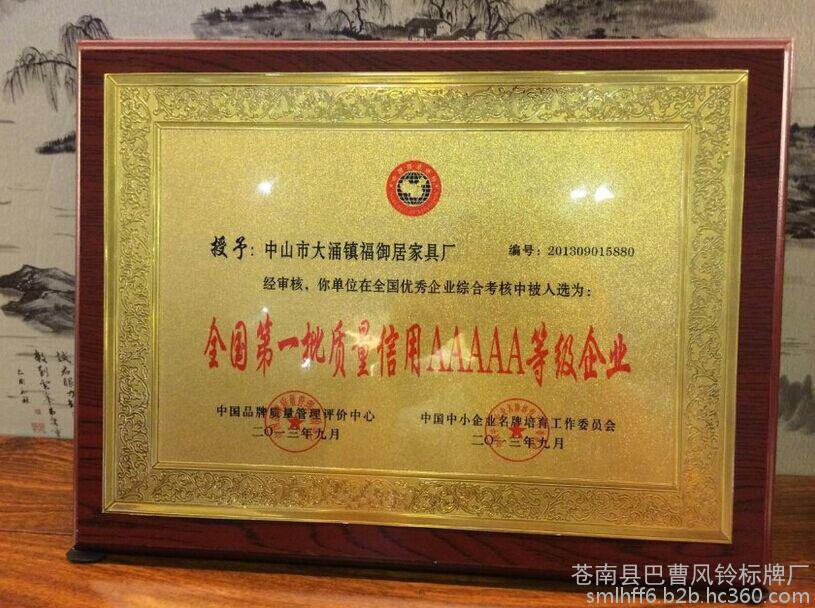 授予：中山市大涌镇福御居家具厂
编号：201309015880
经审核，你单位在全国优秀企业综合考核中被入选为：
全国第一批质量信用AAAAA等级企业
中国品牌质量管理评价中心
二〇一三年九月
中国中小企业名牌培育工作委员会
二〇一三年九月
苍南县巴曹风铃标牌厂
smlhff6.b2b.hc360.com